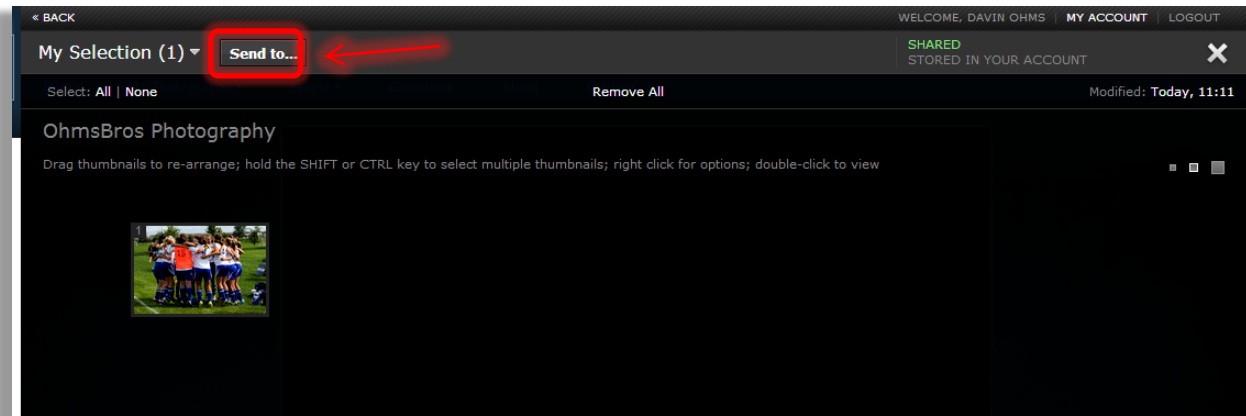 « BACK
WELCOME, DAVIN OHMS | MY ACCOUNT | LOGOUT
My Selection (1)
Send to...
SHARED
STORED IN YOUR ACCOUNT
Select: All | None
Remove All
Modified: Today, 11:11
OhmsBros Photography
Drag thumbnails to re-arrange; hold the SHIFT or CTRL key to select multiple thumbnails; right click for options; double-click to view
1
15